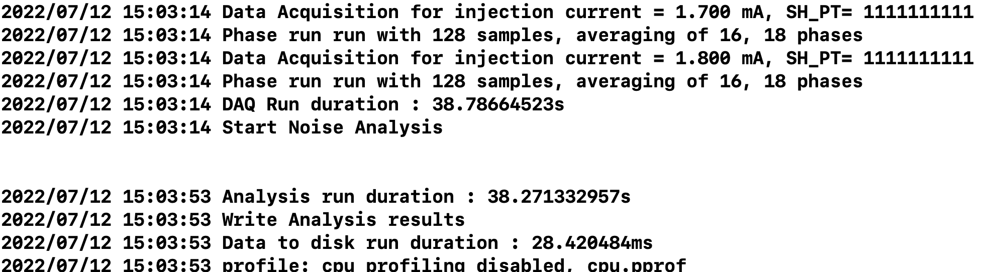 2022/07/12 15:03:14 Data Acquisition for injection current = 1.700 mA, SH_PT= 1111111111
2022/07/12 15:03:14 Phase run run with 128 samples, averaging of 16, 18 phases
2022/07/12 15:03:14 Data Acquisition for injection current = 1.800 mA, SH_PT= 1111111111
2022/07/12 15:03:14 Phase run run with 128 samples, averaging of 16, 18 phases
2022/07/12 15:03:14 DAQ Run duration : 38.78664523s
2022/07/12 15:03:14 Start Noise Analysis
2022/07/12 15:03:53 Analysis run duration : 38.271332957s
2022/07/12 15:03:53 Write Analysis results
2022/07/12 15:03:53 Data to disk run duration : 28.420484ms
2022/07/12 15:03:53 profile: cpu profiling disabled, cpu.pprof